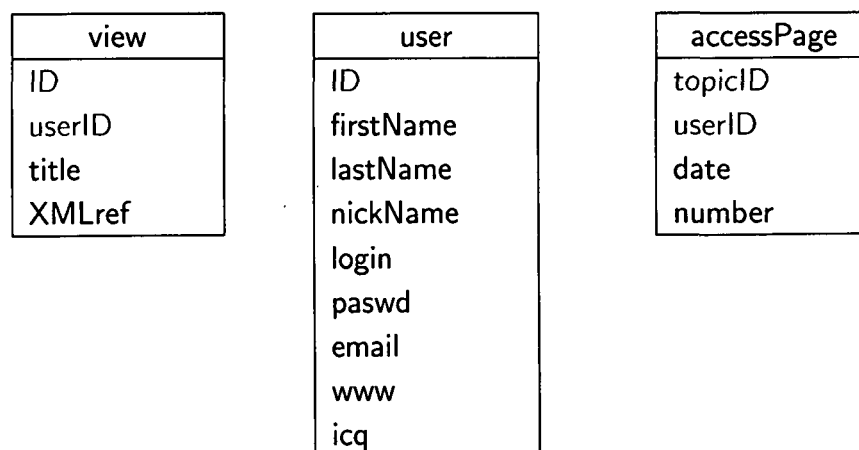 view
ID
userID
title
XMLref
user
ID
firstName
lastName
nickName
login
paswd
email
www
icq
accessPage
topicID
userID
date
number